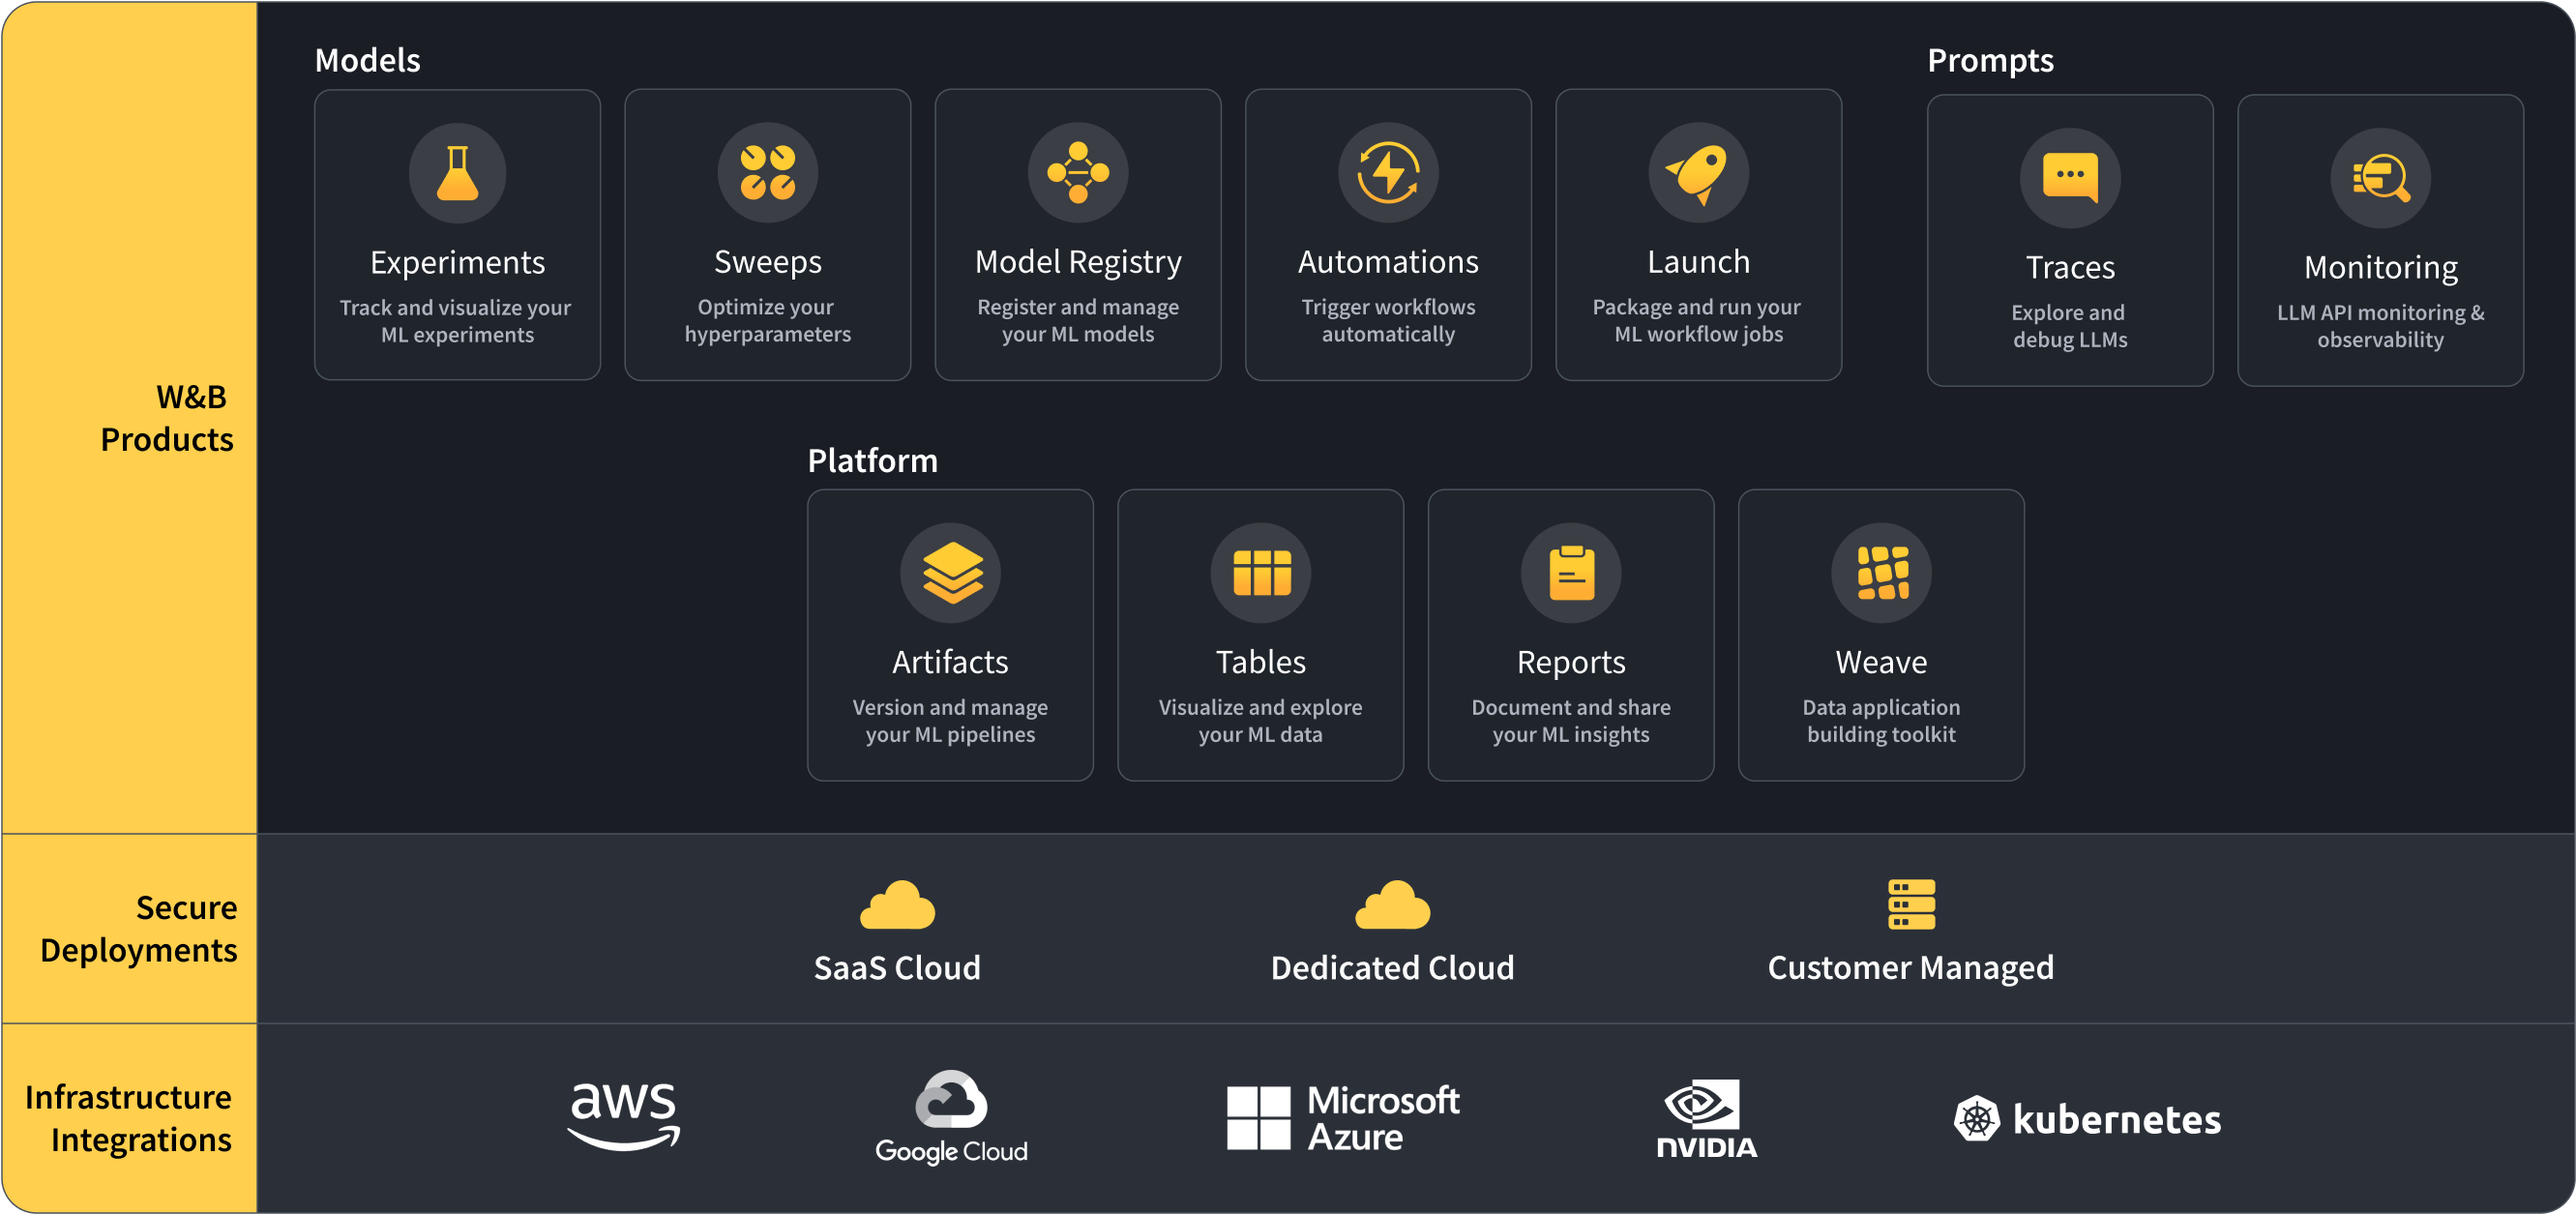 W&B
Products
Models
Experiments
Track and visualize your
ML experiments
Sweeps
Optimize your
hyperparameters
Model Registry
Register and manage
your ML models
Automations
Trigger workflows
automatically
Launch
Package and run your
ML workflow jobs
Prompts
Traces
Explore and
debug LLMs
Monitoring
LLM API monitoring &
observability
Platform
Artifacts
Version and manage
your ML pipelines
Tables
Visualize and explore
your ML data
Reports
Document and share
your ML insights
Weave
Data application
building toolkit
Secure
Deployments
SaaS Cloud
Dedicated Cloud
Customer Managed
Infrastructure
Integrations
aws
Google Cloud
Microsoft
Azure
NVIDIA
kubernetes